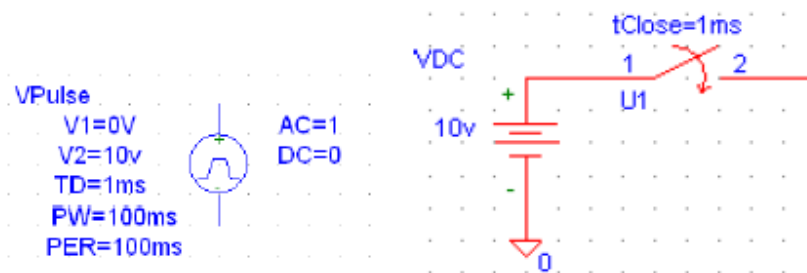 VPulse
V1=0V
V2=10v
TD=1ms
PW=100ms
PER=100ms
AC=1
DC=0
tClose=1ms
VDC
1
2
+
U1
10v
-
0